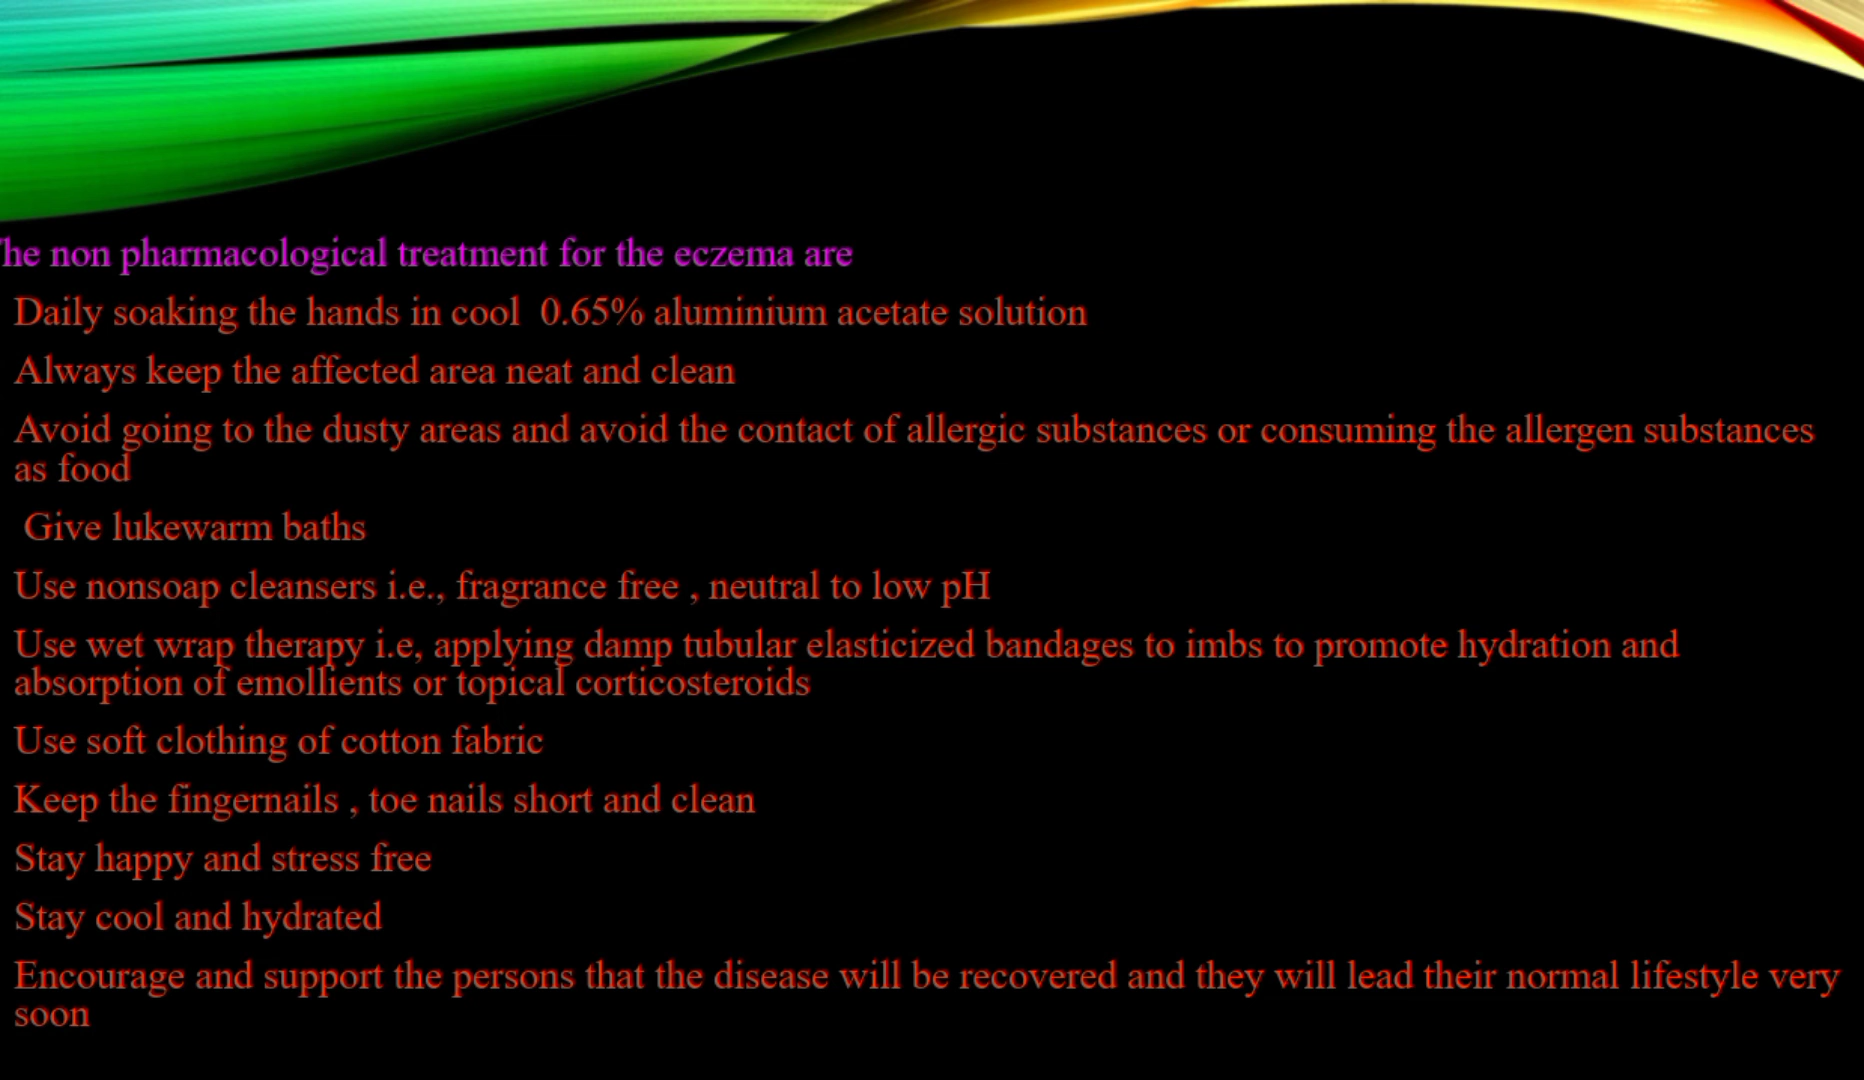 he non pharmacological treatment for the eczema are
Daily soaking the hands in cool 0.65% aluminium acetate solution
Always keep the affected area neat and clean
Avoid going to the dusty areas and avoid the contact of allergic substances or consuming the allergen substances
as food
Give lukewarm baths
Use nonsoap cleansers i.e., fragrance free , neutral to low pH
Use wet wrap therapy i.e, applying damp tubular elasticized bandages to imbs to promote hydration and
absorption of emollients or topical corticosteroids
Use soft clothing of cotton fabric
Keep the fingernails , toe nails short and clean
Stay happy and stress free
Stay cool and hydrated
Encourage and support the persons that the disease will be recovered and they will lead their normal lifestyle very
soon